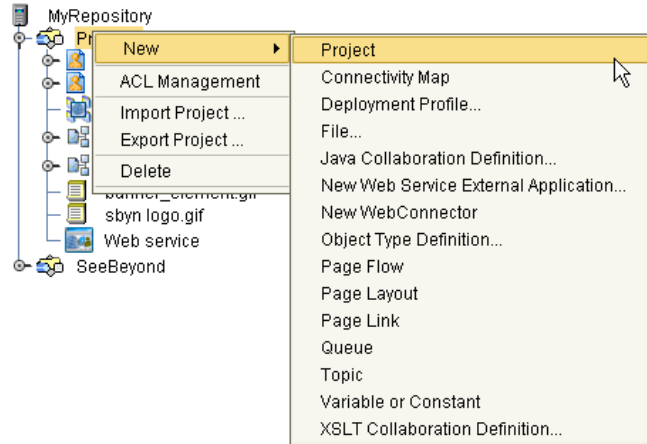 MyRepository
Pr
New
ACL Management
Import Project ...
Export Project ...
Delete
sbyn logo.gif
Web service
SeeBeyond
Project
Connectivity Map
Deployment Profile...
File...
Java Collaboration Definition...
New Web Service External Application...
New WebConnector
Object Type Definition...
Page Flow
Page Layout
Page Link
Queue
Topic
Variable or Constant
XSLT Collaboration Definition...